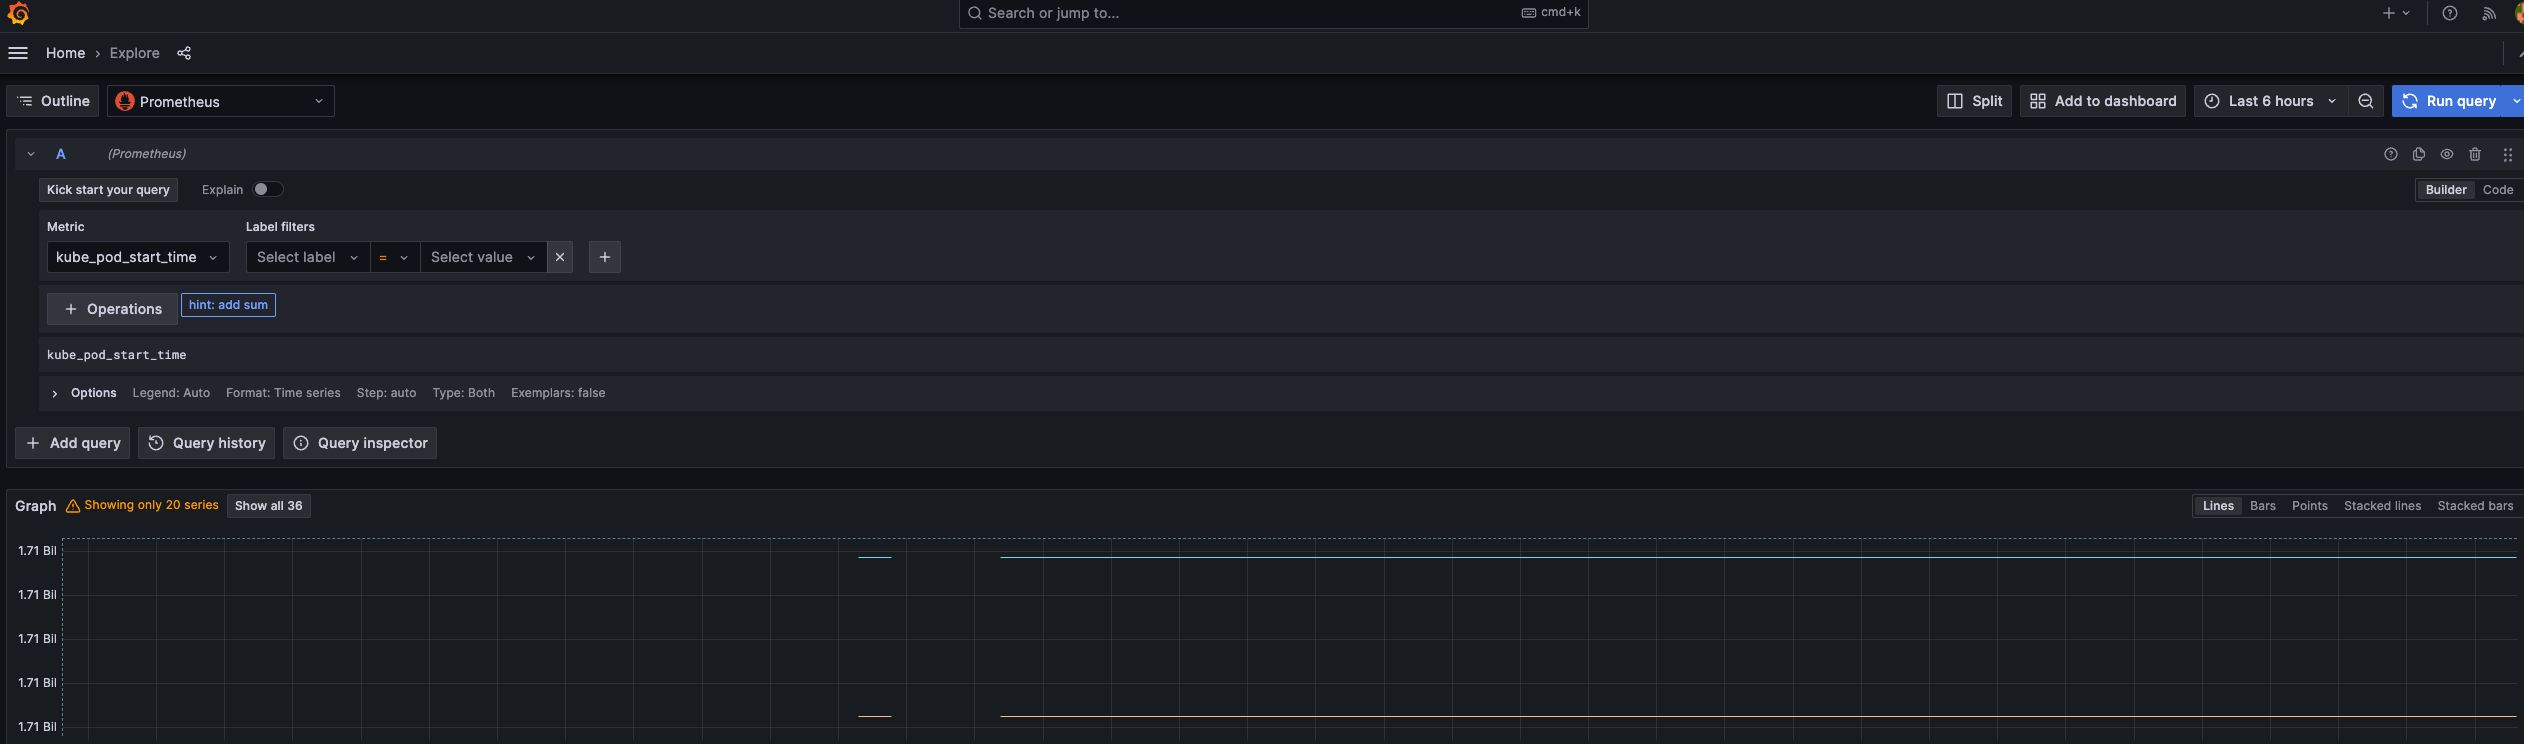 Search or jump to... cmd+k
Home › Explore
Outline Prometheus Split Add to dashboard Last 6 hours Run query
A (Prometheus)
Kick start your query Explain Builder Code
Metric Label filters
kube_pod_start_time Select label = Select value
+ Operations hint: add sum
kube_pod_start_time
Options Legend: Auto Format: Time series Step: auto Type: Both Exemplars: false
+ Add query Query history Query inspector
Graph Showing only 20 series Show all 36 Lines Bars Points Stacked lines Stacked bars
1.71 Bil
1.71 Bil
1.71 Bil
1.71 Bil
1.71 Bil